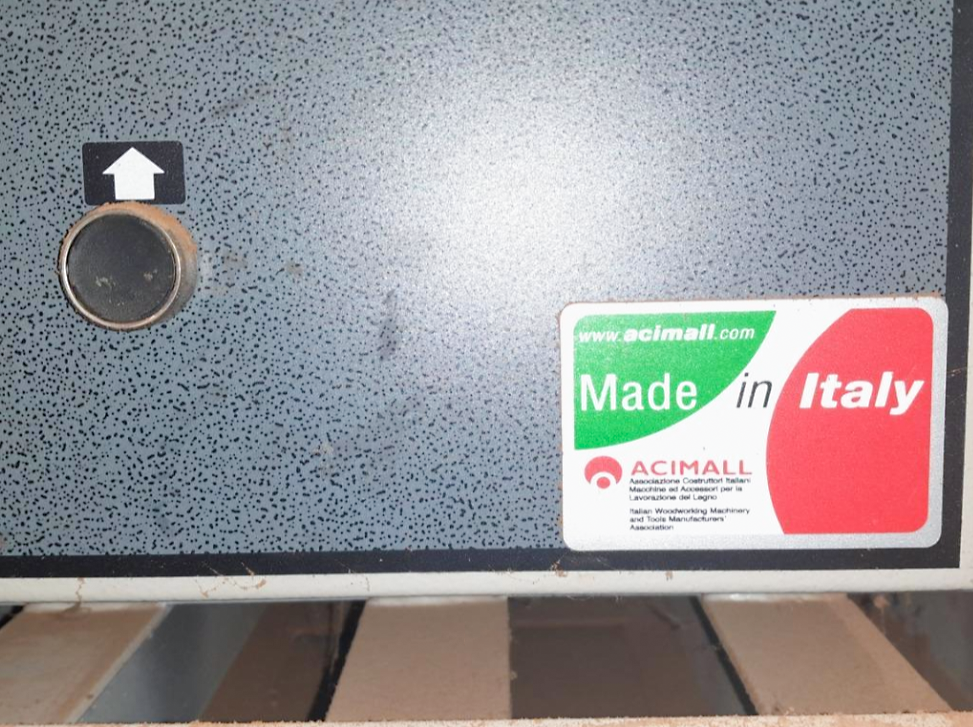 www.acimall.com
Made in Italy
ACIMALL
Associazione Costruttori Italiani
Macchine ed Accessori per la
Lavorazione del Legno
Italian Woodworking Machinery
and Tools Manufacturers'
Association